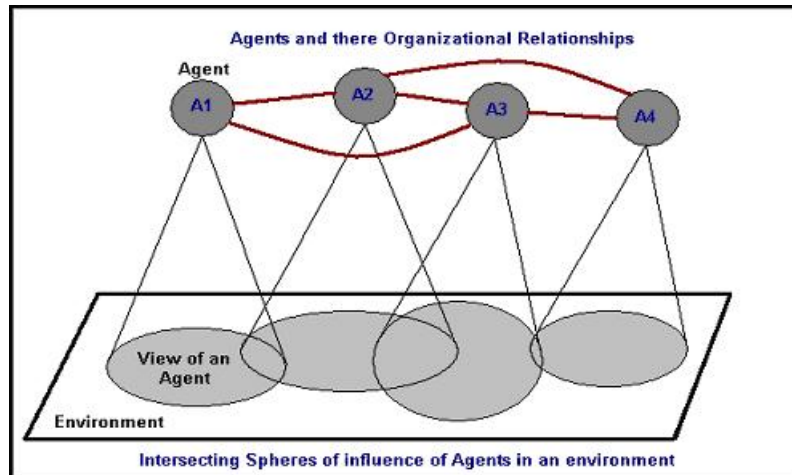 Agents and there Organizational Relationships
Agent
A1
A2
A3
A4
View of an
Agent
Environment
Intersecting Spheres of influence of Agents in an environment